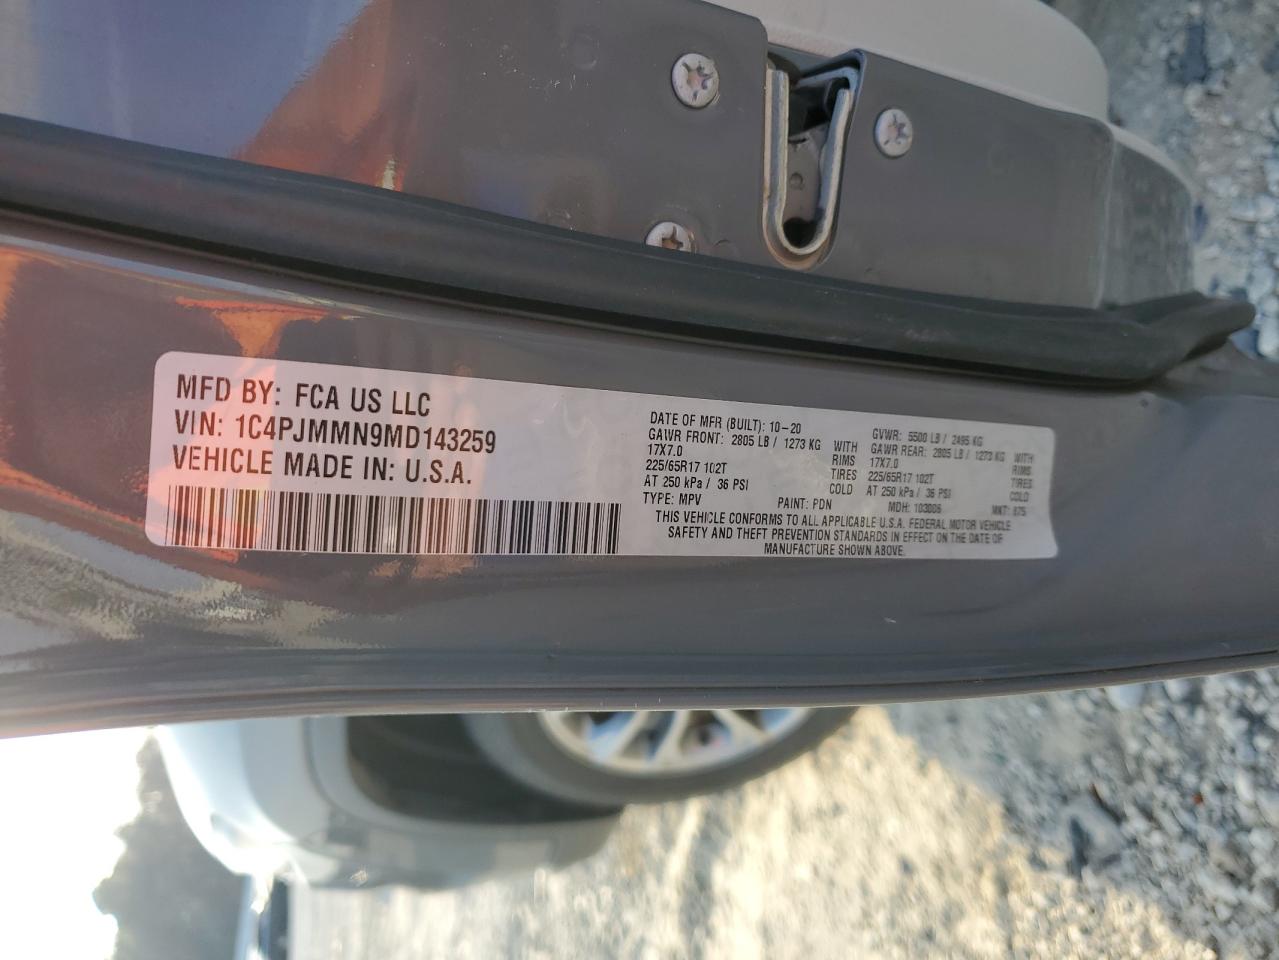 MFD BY: FCA US LLC
VIN: 1C4PJMMN9MD143259
VEHICLE MADE IN: U.S.A.
DATE OF MFR (BUILT): 10-20 GVWR: 5500 LB / 2495 KG
GAWR FRONT: 2805 LB / 1273 KG WITH GAWR REAR: 2805 LB / 1273 KG WITH
17X7.0 RIMS 17X7.0 RIMS
225/65R17 102T TIRES 225/65R17 102T TIRES
AT 250 kPa / 36 PSI COLD AT 250 kPa / 36 PSI COLD
TYPE: MPV PAINT: PDN MDH: 103006 MKT: 875
THIS VEHICLE CONFORMS TO ALL APPLICABLE U.S.A. FEDERAL MOTOR VEHICLE
SAFETY AND THEFT PREVENTION STANDARDS IN EFFECT ON THE DATE OF
MANUFACTURE SHOWN ABOVE.